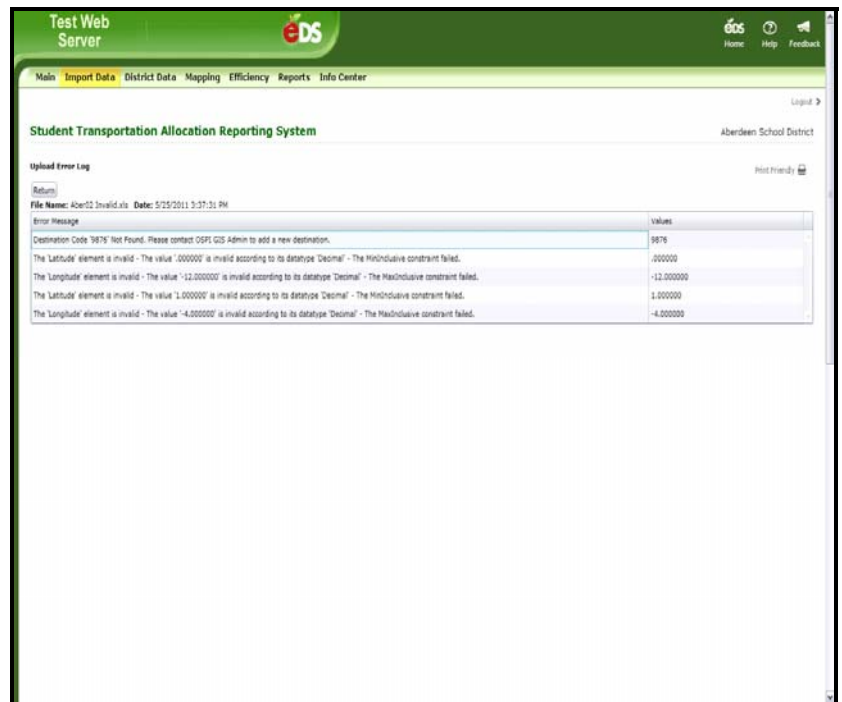 Test Web Server
eDS
eos Home Help Feedback
Main Import Data District Data Mapping Efficiency Reports Info Center
Logout
Student Transportation Allocation Reporting System
Aberdeen School District
Upload Error Log
Print Friendly
Return
File Name: Aber02 Invalid.xls Date: 5/25/2011 3:37:31 PM
Error Message Values
Destination Code '9876' Not Found. Please contact OSPI GIS Admin to add a new destination. 9876
The 'Latitude' element is invalid - The value '.000000' is invalid according to its datatype 'Decimal' - The MinInclusive constraint failed. .000000
The 'Longitude' element is invalid - The value '-12.000000' is invalid according to its datatype 'Decimal' - The MaxInclusive constraint failed. -12.000000
The 'Latitude' element is invalid - The value '1.000000' is invalid according to its datatype 'Decimal' - The MinInclusive constraint failed. 1.000000
The 'Longitude' element is invalid - The value '-4.000000' is invalid according to its datatype 'Decimal' - The MaxInclusive constraint failed. -4.000000